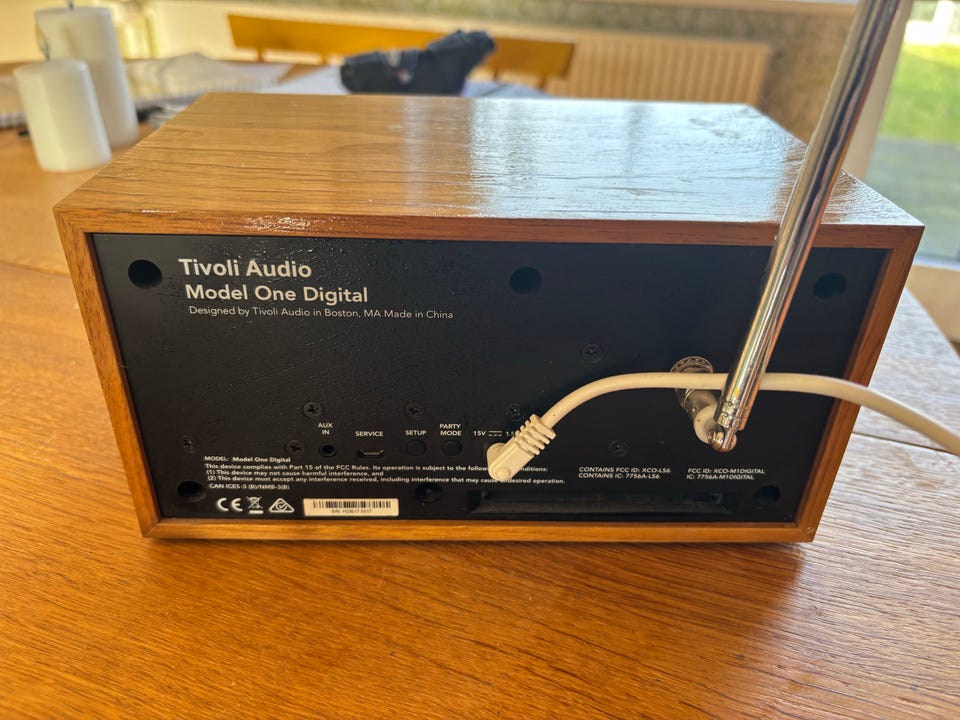 Tivoli Audio
Model One Digital
Designed by Tivoli Audio in Boston, MA Made in China
AUX IN
SERVICE
SETUP
PARTY MODE
15V
MODEL: Model One Digital
This device complies with Part 15 of the FCC Rules. Its operation is subject to the conditions:
(1) This device may not cause harmful interference, and
(2) This device must accept any interference received, including interference that may cause undesired operation.
CAN ICES-3 (B)/NMB-3(B)
CONTAINS FCC ID: XCO-LS6
CONTAINS IC: 7756A-LS6
FCC ID: XCO-M1DIGITAL
IC: 7756A-M1DIGITAL
CE